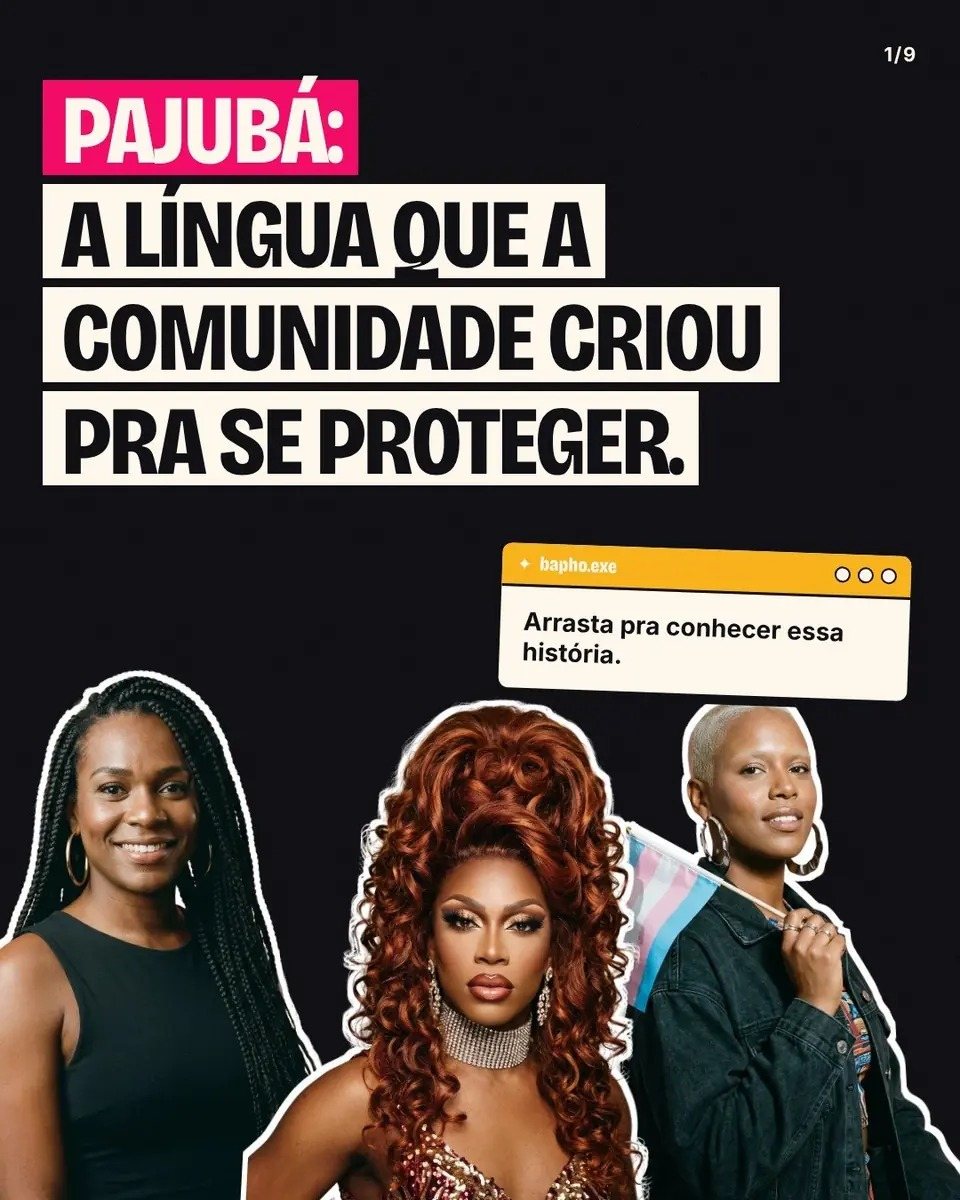 1/9
PAJUBÁ:
A LÍNGUA QUE A
COMUNIDADE CRIOU
PRA SE PROTEGER.
bapho.exe
Arrasta pra conhecer essa
história.